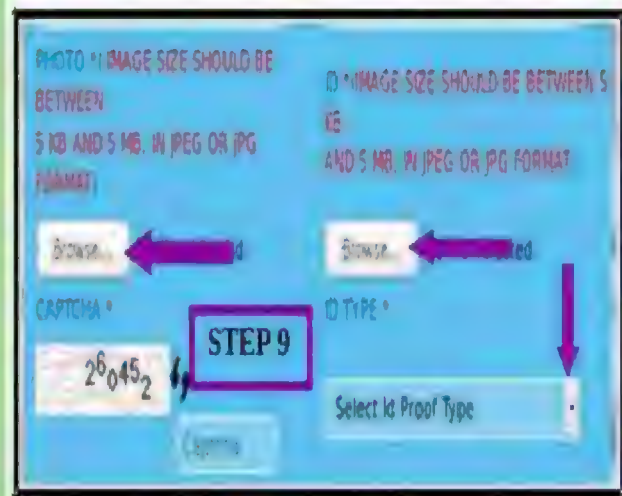 PHOTO *( IMAGE SIZE SHOULD BE
BETWEEN
5 KB AND 5 MB, IN JPEG OR JPG
FORMAT)
Browse...
CAPTCHA *
260452
STEP 9
Captcha
ID *(IMAGE SIZE SHOULD BE BETWEEN 5
KB
AND 5 MB, IN JPEG OR JPG FORMAT
Browse...
ID TYPE *
Select Id Proof Type